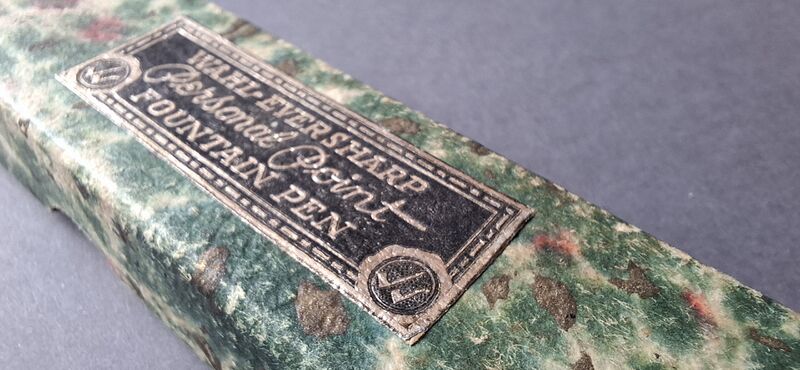 WAHL-EVERSHARP
Personal Point
FOUNTAIN PEN